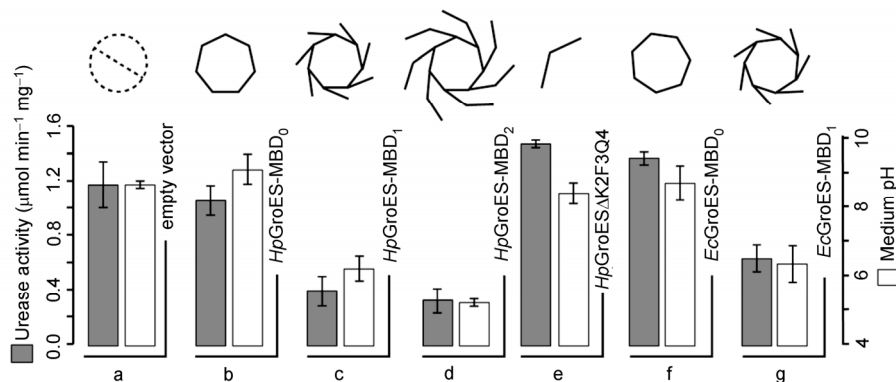 Urease activity (μmol min⁻¹ mg⁻¹)
1.6
1.2
0.8
0.4
0.0
empty vector
HpGroES-MBD₀
HpGroES-MBD₁
HpGroES-MBD₂
HpGroESΔK2F3Q4
EcGroES-MBD₀
EcGroES-MBD₁
10
8
6
4
Medium pH
a
b
c
d
e
f
g